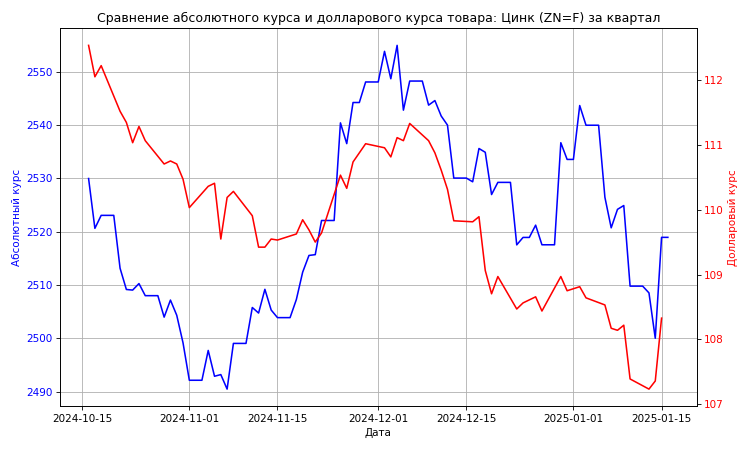 Сравнение абсолютного курса и долларового курса товара: Цинк (ZN=F) за квартал
Абсолютный курс
2550
2540
2530
2520
2510
2500
2490
112
111
110
109
108
107
Долларовый курс
2024-10-15 2024-11-01 2024-11-15 2024-12-01 2024-12-15 2025-01-01 2025-01-15
Дата